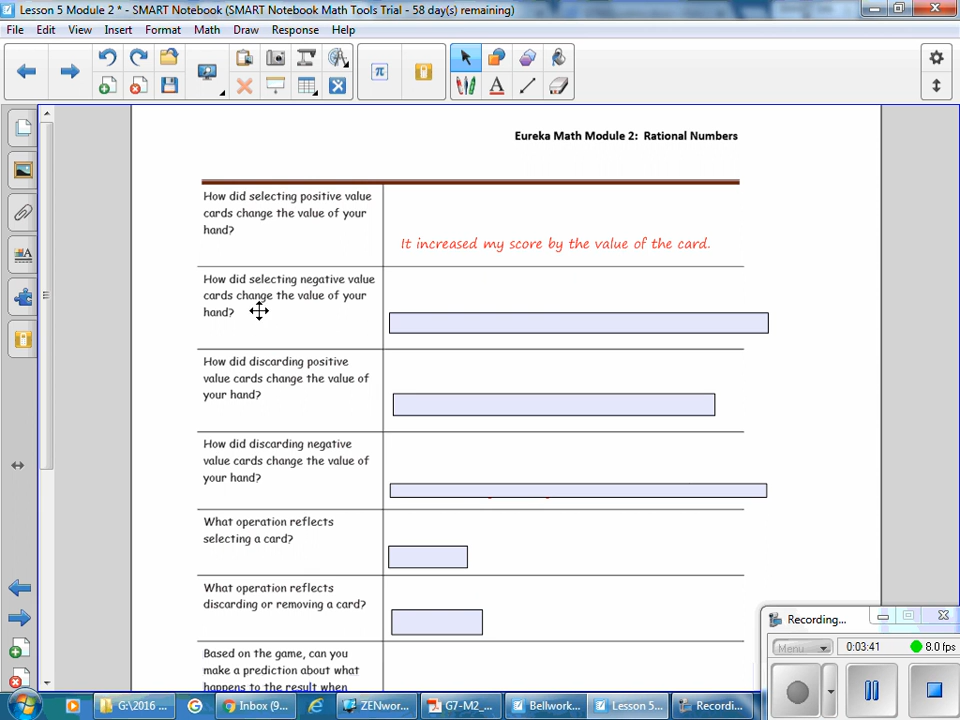 Lesson 5 Module 2 * - SMART Notebook (SMART Notebook Math Tools Trial - 58 day(s) remaining)
File Edit View Insert Format Math Draw Response Help
Eureka Math Module 2: Rational Numbers
How did selecting positive value
cards change the value of your
hand?
It increased my score by the value of the card.
How did selecting negative value
cards change the value of your
hand?
How did discarding positive
value cards change the value of
your hand?
How did discarding negative
value cards change the value of
your hand?
What operation reflects
selecting a card?
What operation reflects
discarding or removing a card?
Based on the game, can you
make a prediction about what
happens to the result when
Recording...
Menu
0:03:41
8.0 fps
G:\2016 ...
Inbox (9...
ZENwor...
G7-M2_...
Bellwork...
Lesson 5...
Recordin...